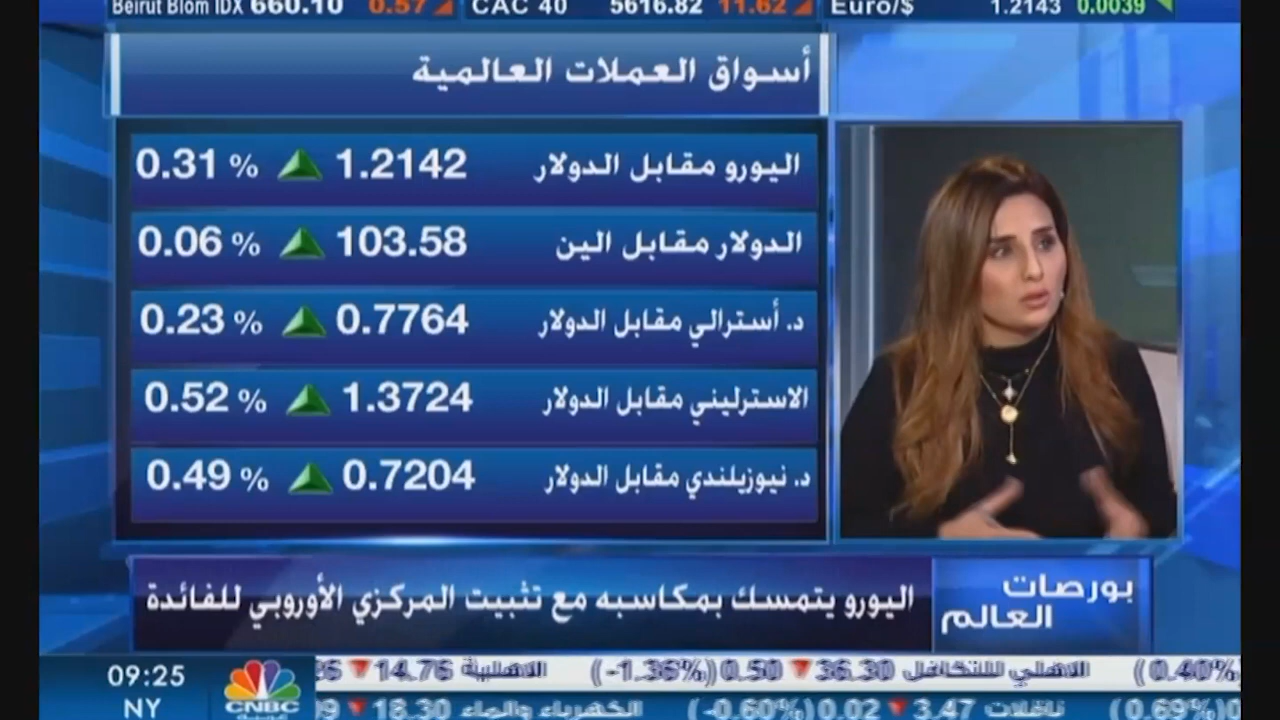 Beirut Blom IDX 660.10 0.57 CAC 40 5616.82 11.62 Euro/$ 1.2143 0.0039
أسواق العملات العالمية
اليورو مقابل الدولار 1.2142 0.31 %
الدولار مقابل الين 103.58 0.06 %
د. أسترالي مقابل الدولار 0.7764 0.23 %
الاسترليني مقابل الدولار 1.3724 0.52 %
د. نيوزيلندي مقابل الدولار 0.7204 0.49 %
بورصات
العالم
اليورو يتمسك بمكاسبه مع تثبيت المركزي الأوروبي للفائدة
(0.40%) الاهلي للتكافل 36.30 0.50 (-1.36%) الاهلية 14.76
(0.69%) ناقلات 3.47 0.02 (-0.60%) الكهرباء والماء 18.30
09:25
NY
CNBC
عربية